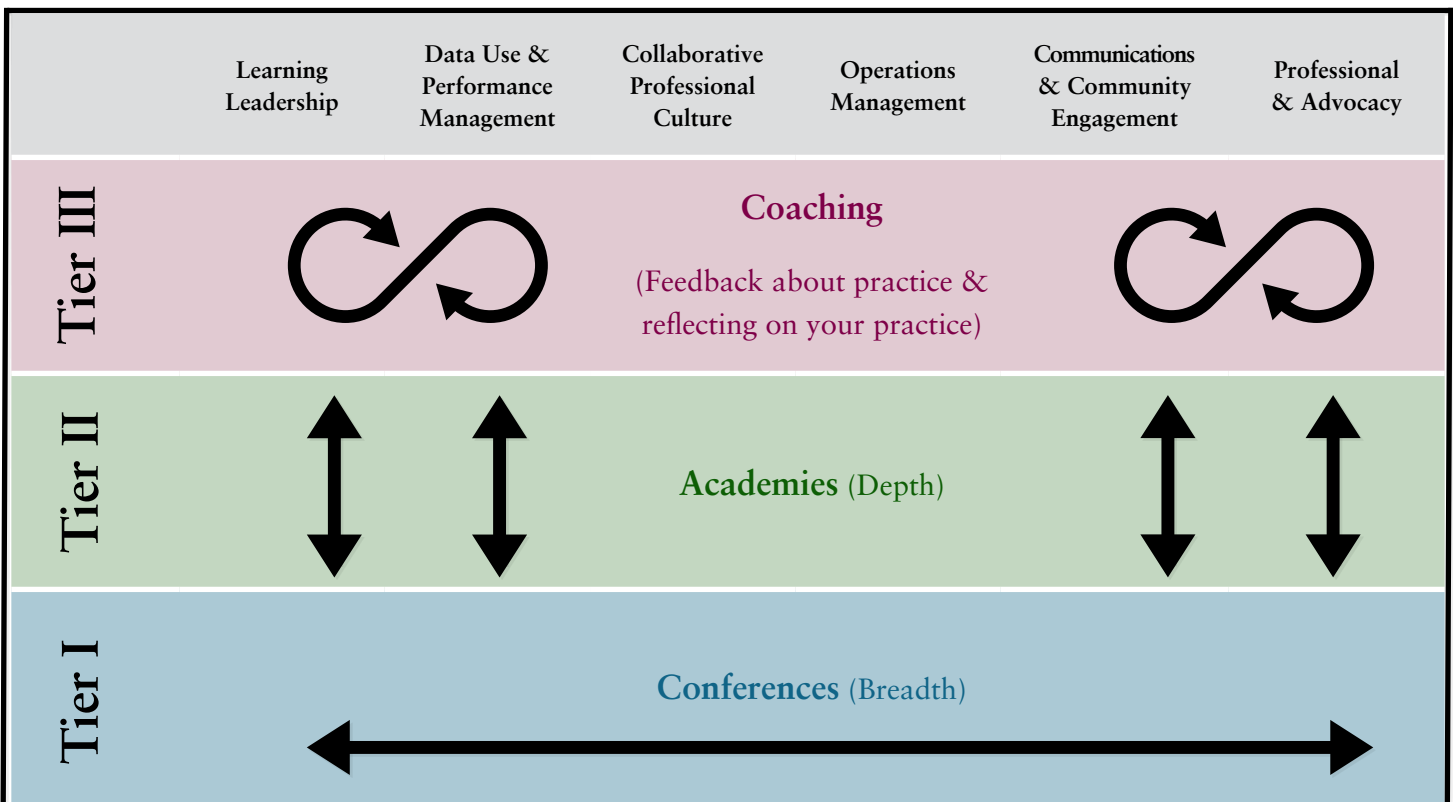 Learning
Leadership
Data Use &
Performance
Management
Collaborative
Professional
Culture
Operations
Management
Communications
& Community
Engagement
Professional
& Advocacy
Tier III
Coaching
(Feedback about practice &
reflecting on your practice)
Tier II
Academies (Depth)
Tier I
Conferences (Breadth)